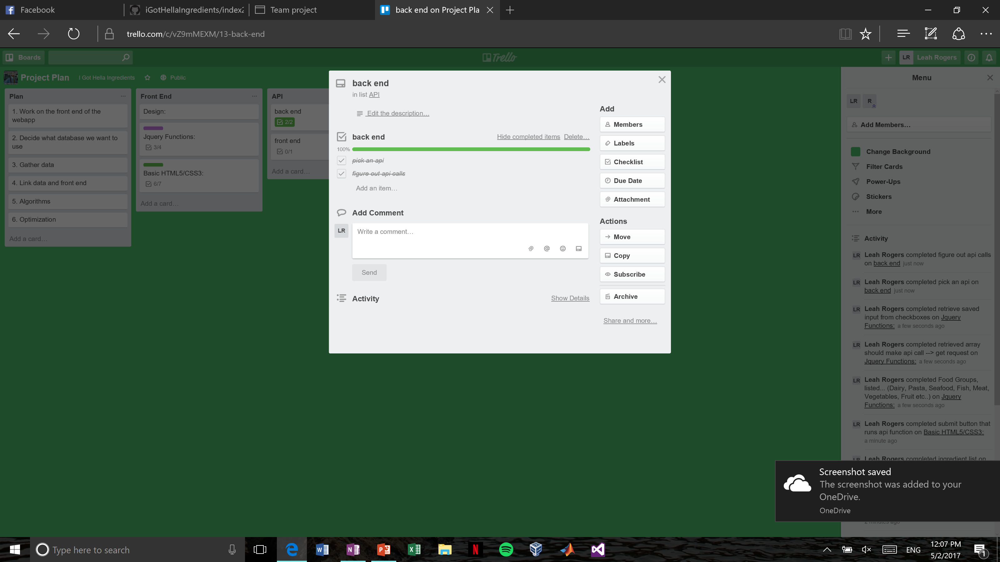 Facebook
iGotHellaIngredients/index2
Team project
back end on Project Pla
trello.com/c/vZ9mMEXM/13-back-end
Boards
Trello
LR Leah Rogers
Project Plan
I Got Hella Ingredients
Public
Plan
1. Work on the front end of the
webapp
2. Decide what database we want to
use
3. Gather data
4. Link data and front end
5. Algorithms
6. Optimization
Add a card…
Front End
Design:
Jquery Functions:
3/4
Basic HTML5/CSS3:
6/7
Add a card…
API
back end
2/2
front end
0/1
Add a card…
back end
in list API
Edit the description…
back end
Hide completed items Delete…
100%
pick an api
figure out api calls
Add an item…
Add Comment
LR
Write a comment…
Send
Activity
Show Details
Add
Members
Labels
Checklist
Due Date
Attachment
Actions
Move
Copy
Subscribe
Archive
Share and more…
Menu
LR R
Add Members…
Change Background
Filter Cards
Power-Ups
Stickers
More
Activity
LR Leah Rogers completed figure out api calls
on back end just now
LR Leah Rogers completed pick an api on
back end just now
LR Leah Rogers completed retrieve saved
input from checkboxes on Jquery
Functions: a few seconds ago
LR Leah Rogers completed retrieved array
should make api call --> get request on
Jquery Functions: a few seconds ago
LR Leah Rogers completed Food Groups,
listed... (Dairy, Pasta, Seafood, Fish, Meat,
Vegetables, Fruit etc..) on Jquery
Functions: a few seconds ago
LR Leah Rogers completed submit button that
runs api function on Basic HTML5/CSS3:
a minute ago
LR Leah Rogers completed ingredient list on
Screenshot saved
The screenshot was added to your
OneDrive.
OneDrive
2 minutes ago
Type here to search
ENG
12:07 PM
5/2/2017
1